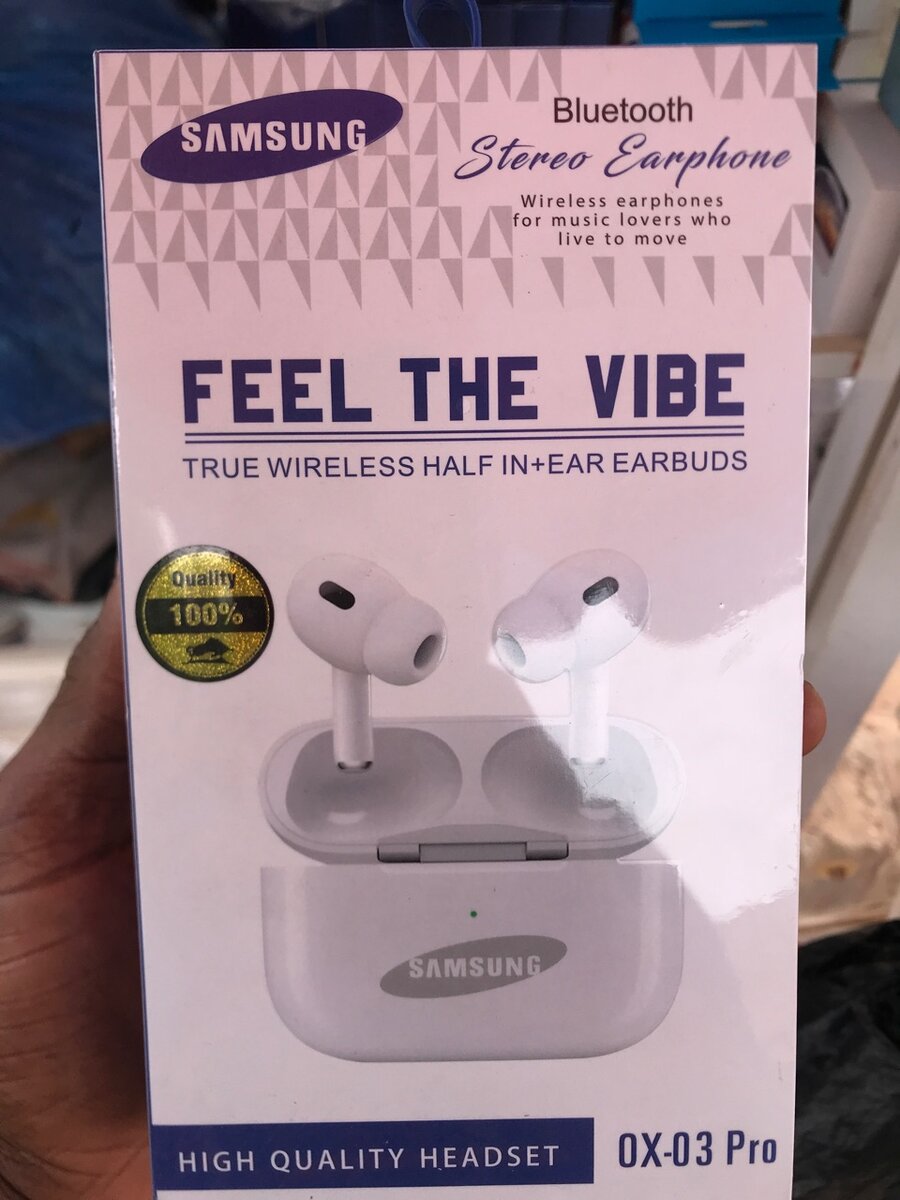 SAMSUNG
Bluetooth
Stereo Earphone
Wireless earphones
for music lovers who
live to move
FEEL THE VIBE
TRUE WIRELESS HALF IN+EAR EARBUDS
Quality
100%
SAMSUNG
HIGH QUALITY HEADSET
OX-03 Pro